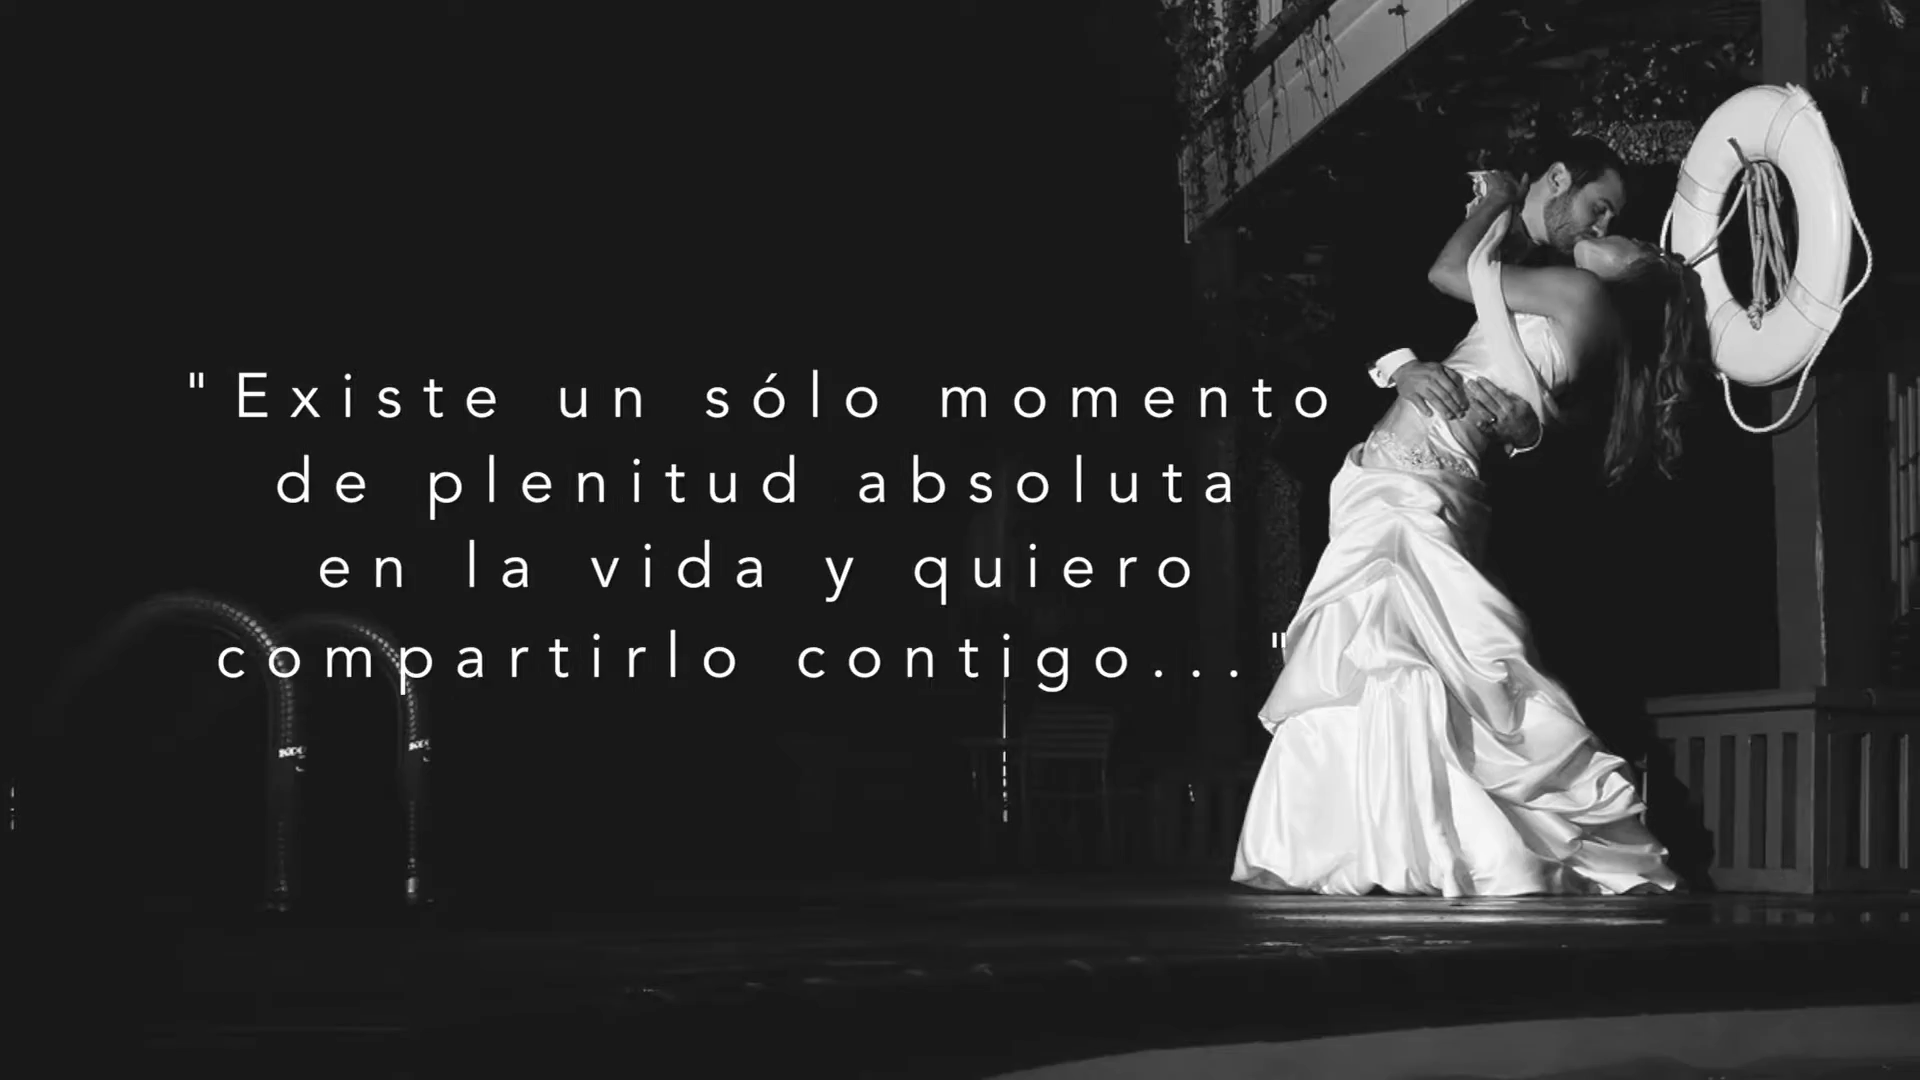 "Existe un sólo momento
de plenitud absoluta
en la vida y quiero
compartirlo contigo..."